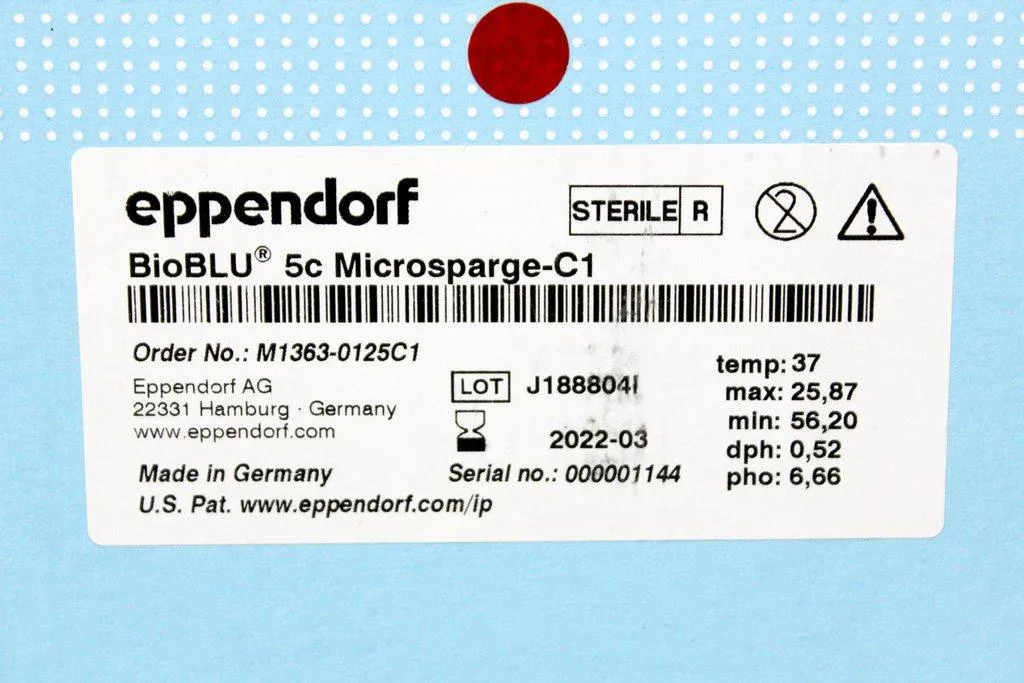 eppendorf
STERILE R
2
BioBLU® 5c Microsparge-C1
Order No.: M1363-0125C1
Eppendorf AG
22331 Hamburg · Germany
www.eppendorf.com
Made in Germany
U.S. Pat. www.eppendorf.com/ip
LOT J188804I
2022-03
Serial no.: 000001144
temp: 37
max: 25,87
min: 56,20
dph: 0,52
pho: 6,66